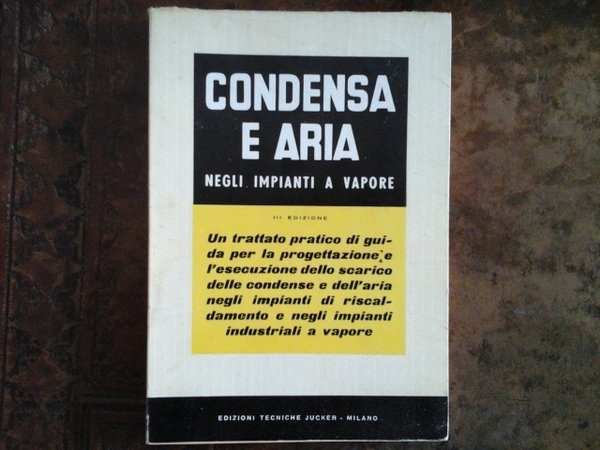 CONDENSA
E ARIA
NEGLI IMPIANTI A VAPORE
III EDIZIONE
Un trattato pratico di gui-
da per la progettazione e
l'esecuzione dello scarico
delle condense e dell'aria
negli impianti di riscal-
damento e negli impianti
industriali a vapore
EDIZIONI TECNICHE JUCKER - MILANO